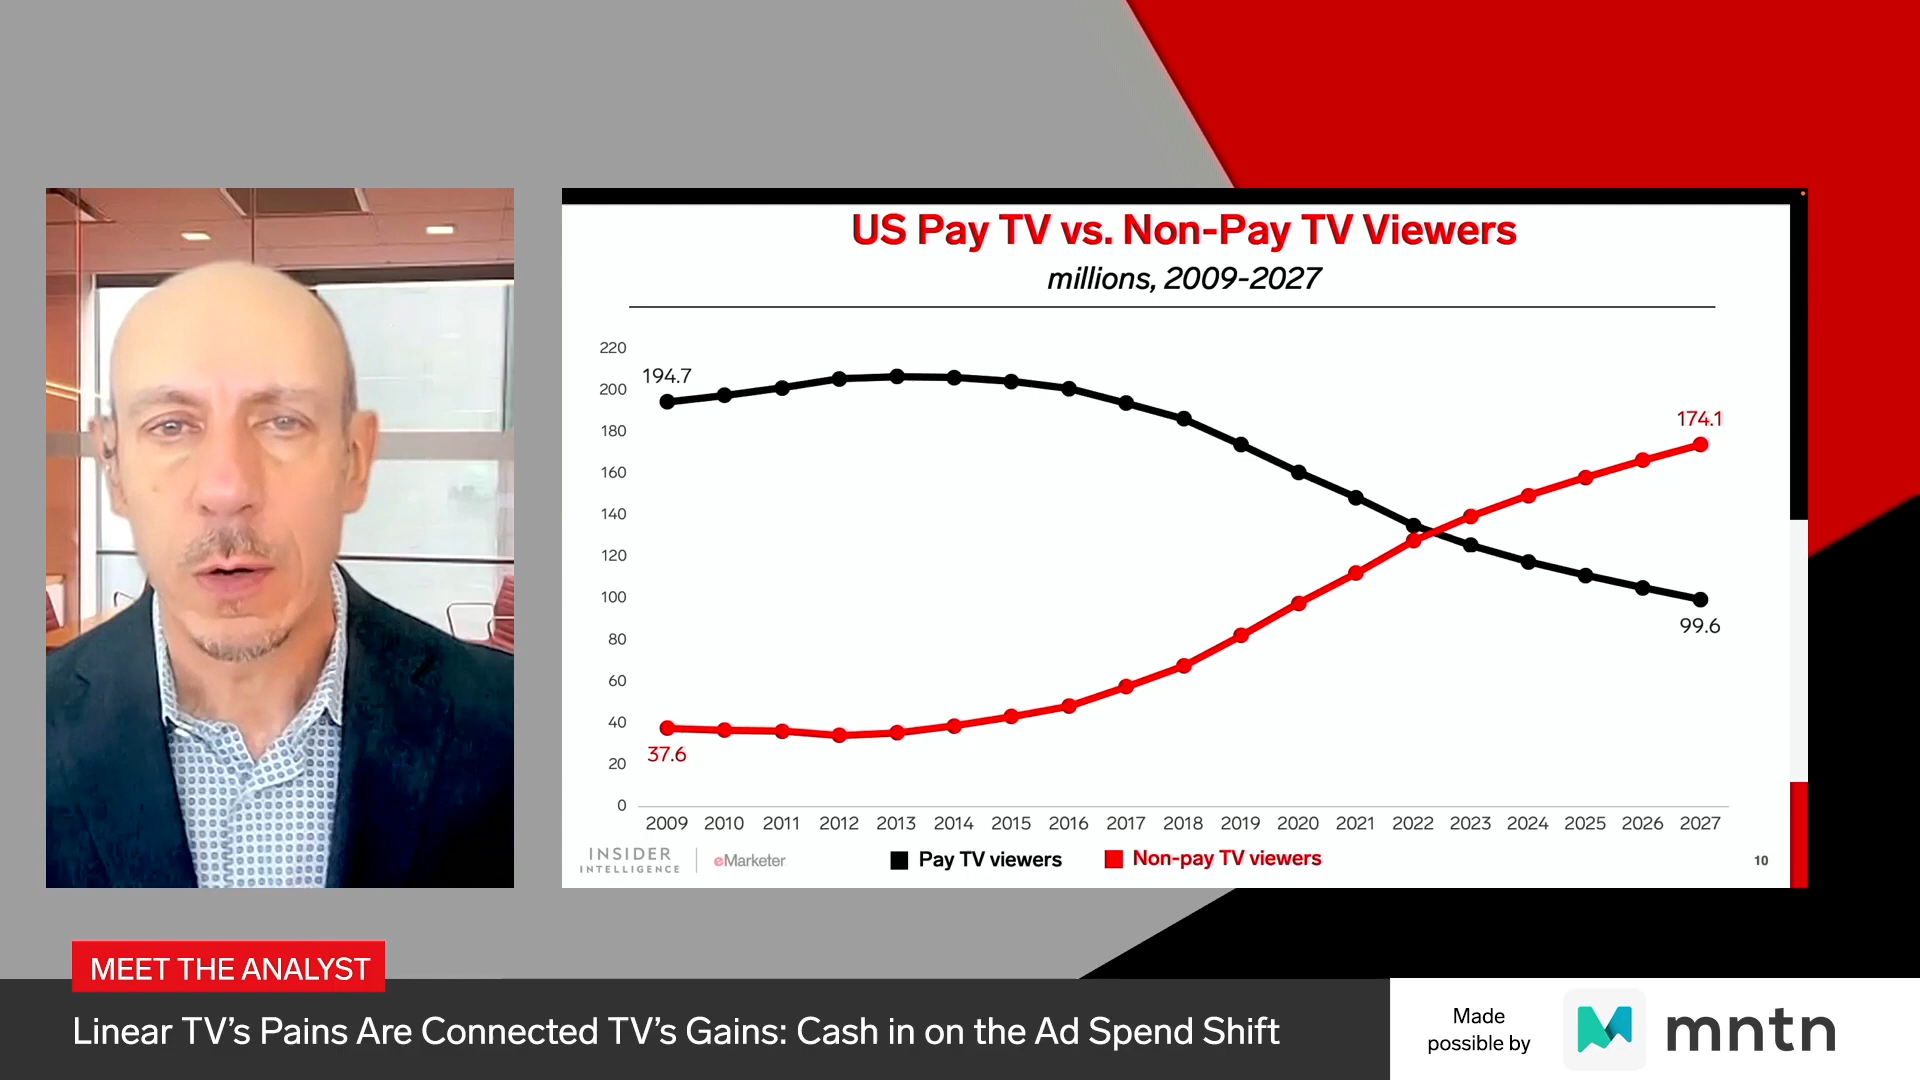 US Pay TV vs. Non-Pay TV Viewers
millions, 2009-2027
220
200
180
160
140
120
100
80
60
40
20
0
194.7
37.6
174.1
99.6
2009 2010 2011 2012 2013 2014 2015 2016 2017 2018 2019 2020 2021 2022 2023 2024 2025 2026 2027
INSIDER
INTELLIGENCE
eMarketer
Pay TV viewers
Non-pay TV viewers
10
MEET THE ANALYST
Linear TV’s Pains Are Connected TV’s Gains: Cash in on the Ad Spend Shift
Made
possible by
mntn